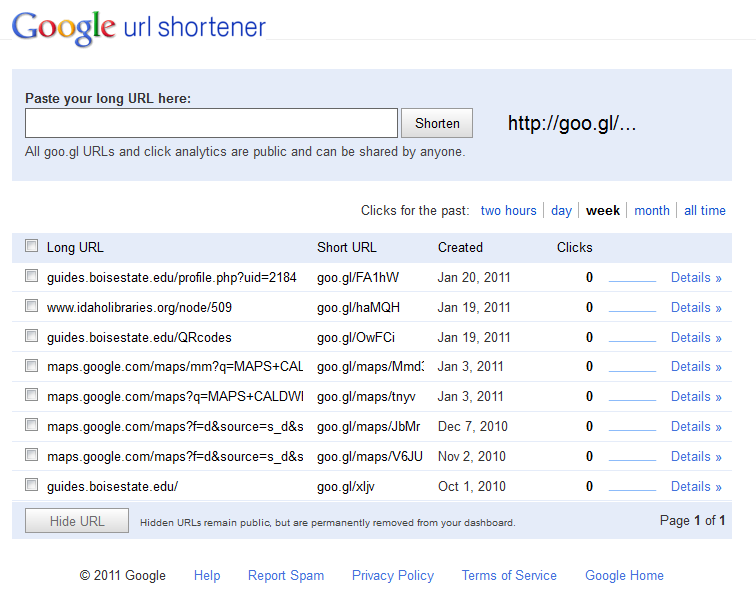 Google url shortener
Paste your long URL here:
Shorten http://goo.gl/...
All goo.gl URLs and click analytics are public and can be shared by anyone.
Clicks for the past: two hours day week month all time
Long URL Short URL Created Clicks
guides.boisestate.edu/profile.php?uid=2184 goo.gl/FA1hW Jan 20, 2011 0 Details »
www.idaholibraries.org/node/509 goo.gl/haMQH Jan 19, 2011 0 Details »
guides.boisestate.edu/QRcodes goo.gl/OwFCi Jan 19, 2011 0 Details »
maps.google.com/maps/mm?q=MAPS+CAL goo.gl/maps/Mmd3 Jan 3, 2011 0 Details »
maps.google.com/maps?q=MAPS+CALDWI goo.gl/maps/tnyv Jan 3, 2011 0 Details »
maps.google.com/maps?f=d&source=s_d&s goo.gl/maps/JbMr Dec 7, 2010 0 Details »
maps.google.com/maps?f=d&source=s_d&s goo.gl/maps/V6JU Nov 2, 2010 0 Details »
guides.boisestate.edu/ goo.gl/xljv Oct 1, 2010 0 Details »
Hide URL Hidden URLs remain public, but are permanently removed from your dashboard. Page 1 of 1
© 2011 Google Help Report Spam Privacy Policy Terms of Service Google Home